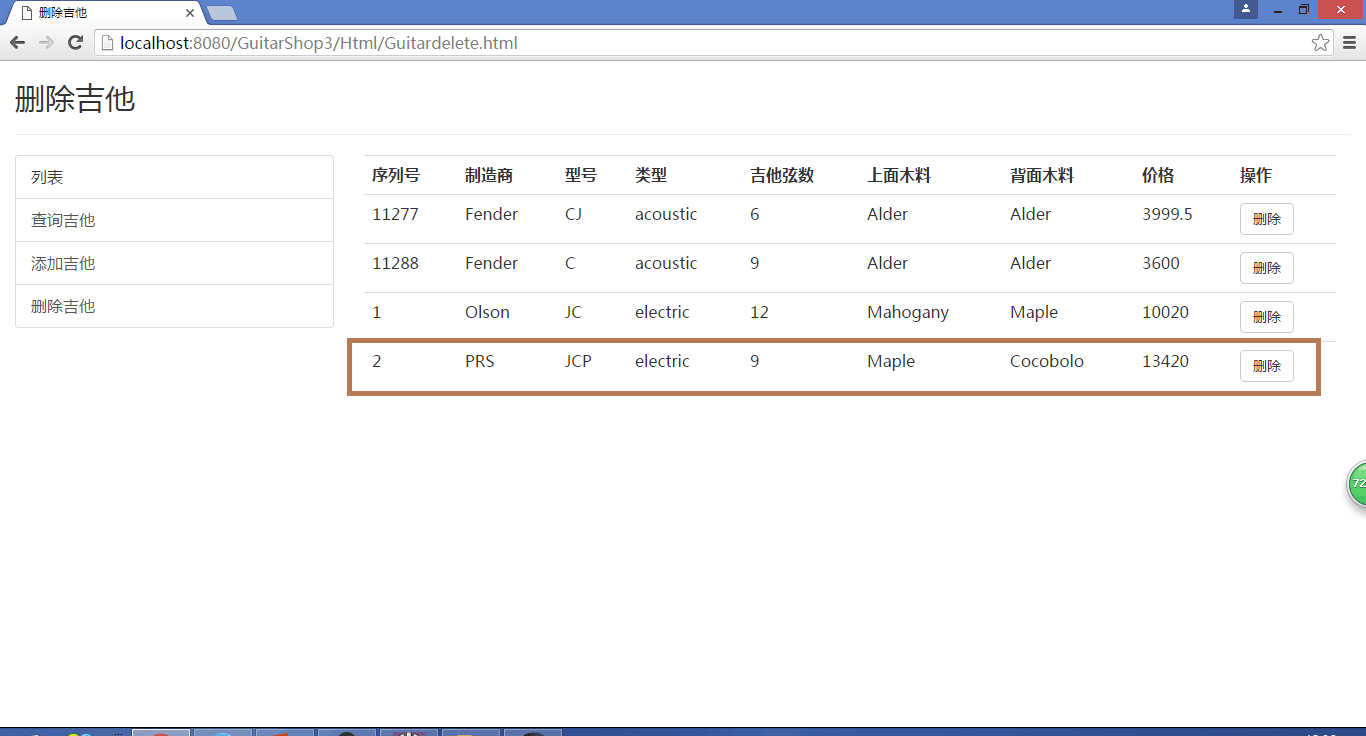 删除吉他
localhost:8080/GuitarShop3/Html/Guitardelete.html
删除吉他
列表
查询吉他
添加吉他
删除吉他
序列号 制造商 型号 类型 吉他弦数 上面木料 背面木料 价格 操作
11277 Fender CJ acoustic 6 Alder Alder 3999.5 删除
11288 Fender C acoustic 9 Alder Alder 3600 删除
1 Olson JC electric 12 Mahogany Maple 10020 删除
2 PRS JCP electric 9 Maple Cocobolo 13420 删除
72